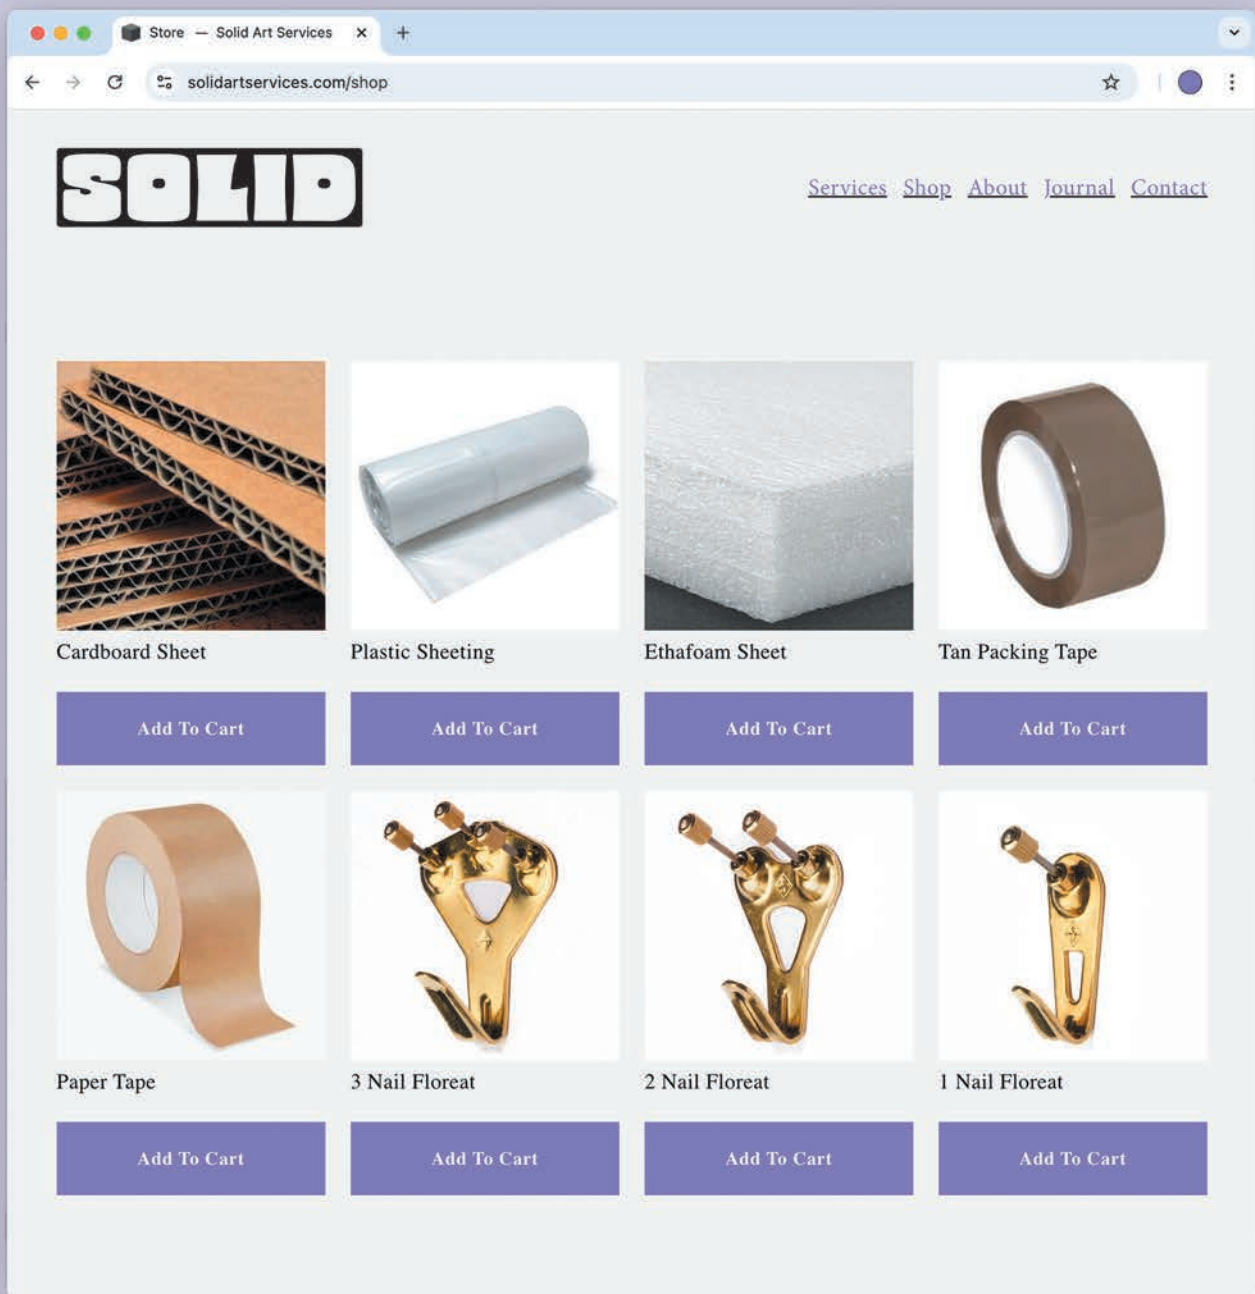 Store — Solid Art Services
solidartservices.com/shop
SOLID
Services Shop About Journal Contact
Cardboard Sheet
Plastic Sheeting
Ethafoam Sheet
Tan Packing Tape
Add To Cart
Add To Cart
Add To Cart
Add To Cart
Paper Tape
3 Nail Floreat
2 Nail Floreat
1 Nail Floreat
Add To Cart
Add To Cart
Add To Cart
Add To Cart